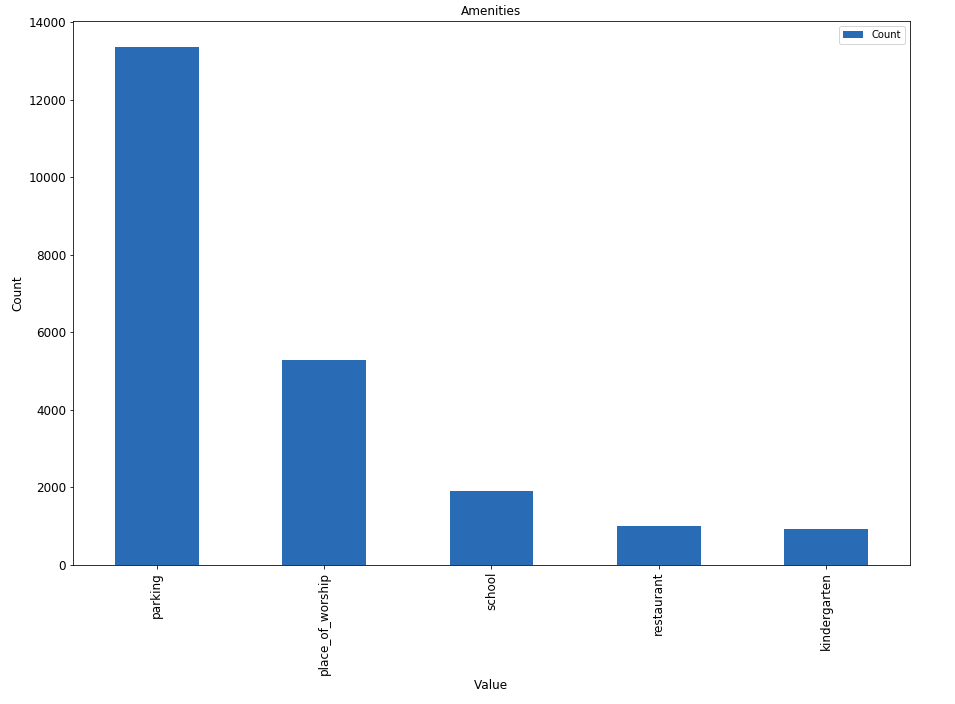 Amenities
Count
14000
12000
10000
8000
6000
4000
2000
0
Count
parking
place_of_worship
school
restaurant
kindergarten
Value